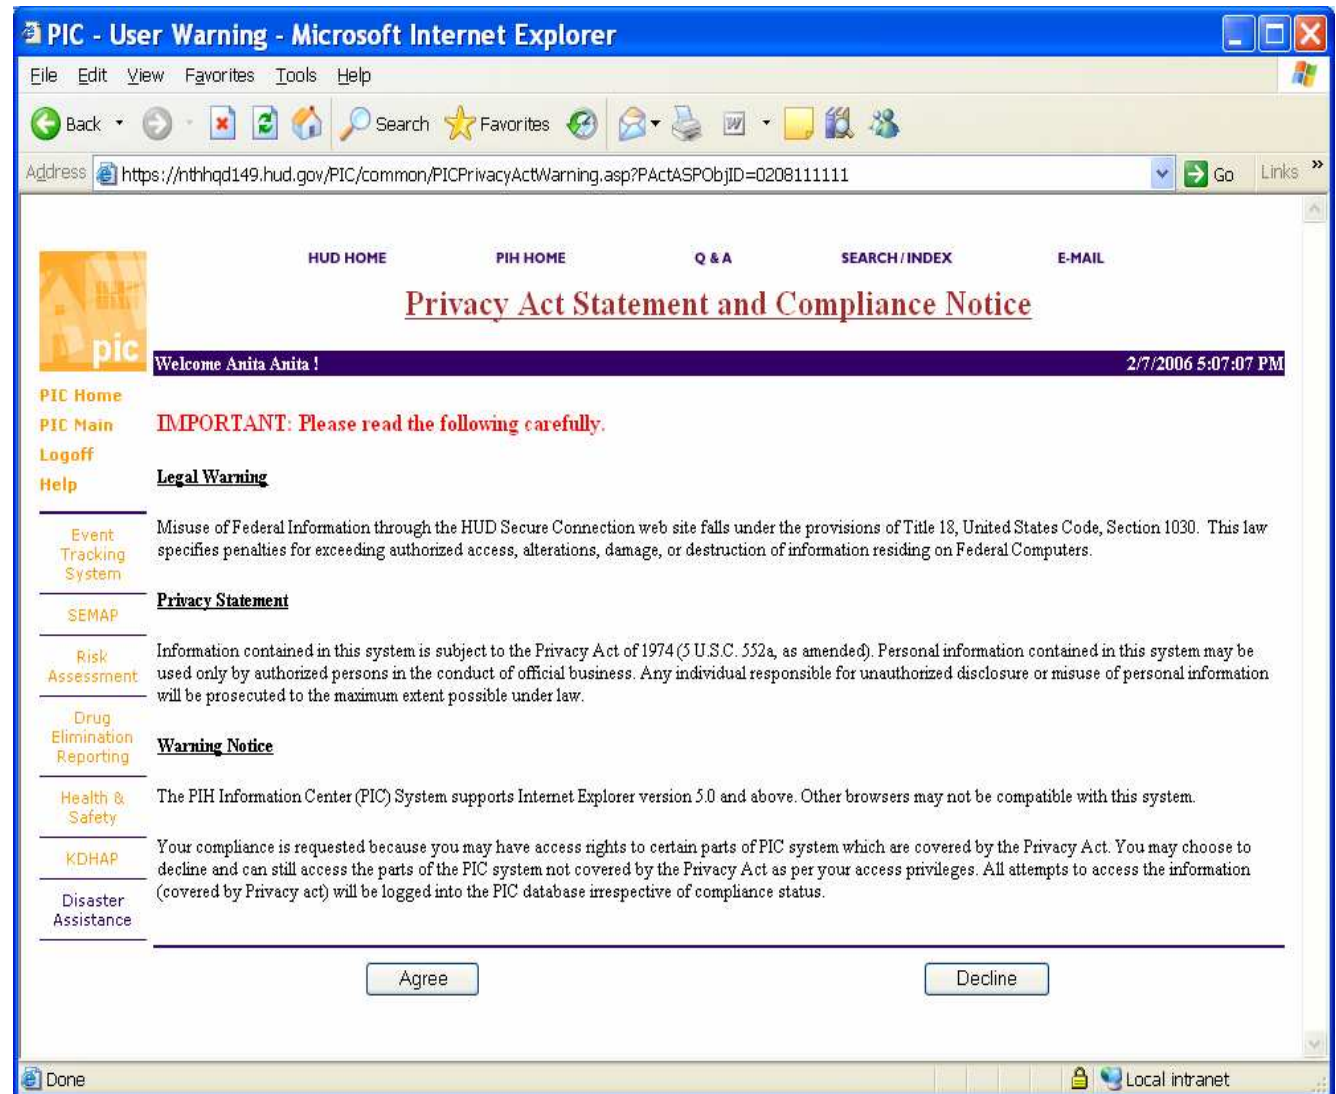 PIC - User Warning - Microsoft Internet Explorer
File Edit View Favorites Tools Help
Back Search Favorites
Address https://nthhqd149.hud.gov/PIC/common/PICPrivacyActWarning.asp?PActASPObjID=0208111111 Go Links »
HUD HOME PIH HOME Q & A SEARCH / INDEX E-MAIL
Privacy Act Statement and Compliance Notice
pic
Welcome Anita Anita ! 2/7/2006 5:07:07 PM
PIC Home
PIC Main
Logoff
Help
Event
Tracking
System
SEMAP
Risk
Assessment
Drug
Elimination
Reporting
Health &
Safety
KDHAP
Disaster
Assistance
IMPORTANT: Please read the following carefully.
Legal Warning
Misuse of Federal Information through the HUD Secure Connection web site falls under the provisions of Title 18, United States Code, Section 1030. This law
specifies penalties for exceeding authorized access, alterations, damage, or destruction of information residing on Federal Computers.
Privacy Statement
Information contained in this system is subject to the Privacy Act of 1974 (5 U.S.C. 552a, as amended). Personal information contained in this system may be
used only by authorized persons in the conduct of official business. Any individual responsible for unauthorized disclosure or misuse of personal information
will be prosecuted to the maximum extent possible under law.
Warning Notice
The PIH Information Center (PIC) System supports Internet Explorer version 5.0 and above. Other browsers may not be compatible with this system.
Your compliance is requested because you may have access rights to certain parts of PIC system which are covered by the Privacy Act. You may choose to
decline and can still access the parts of the PIC system not covered by the Privacy Act as per your access privileges. All attempts to access the information
(covered by Privacy act) will be logged into the PIC database irrespective of compliance status.
Agree Decline
Done Local intranet